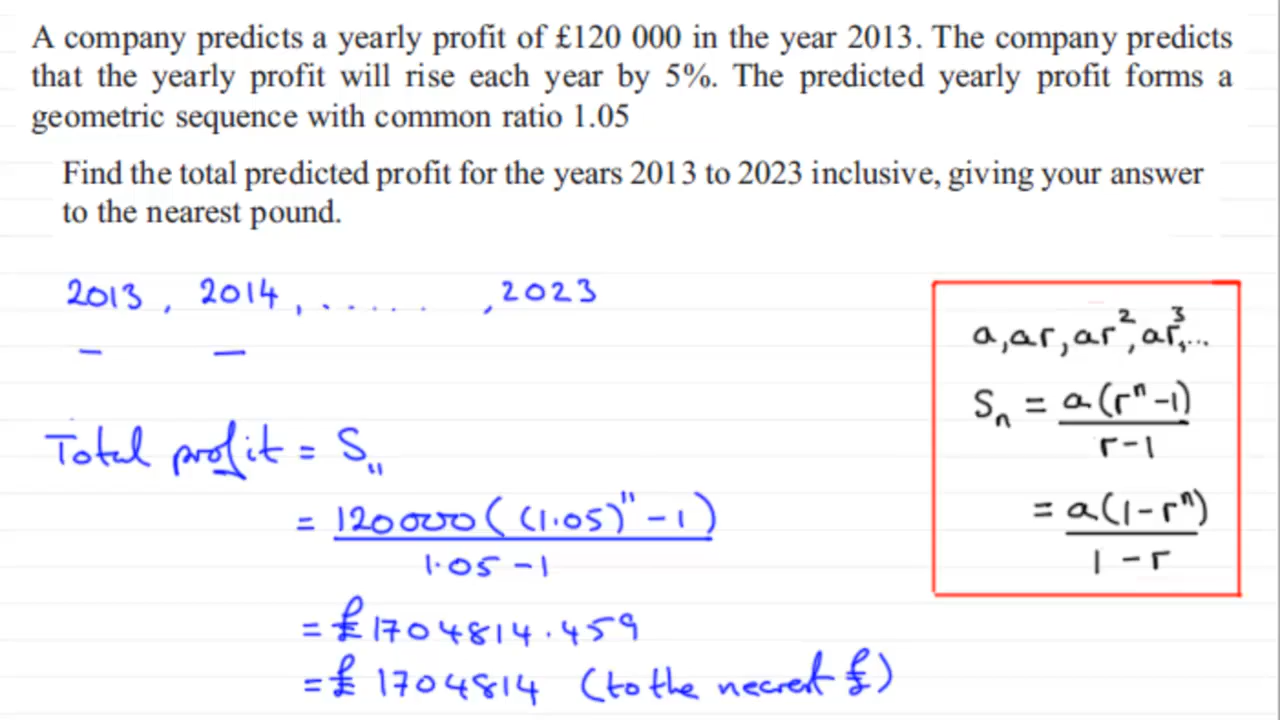 A company predicts a yearly profit of £120 000 in the year 2013. The company predicts
that the yearly profit will rise each year by 5%. The predicted yearly profit forms a
geometric sequence with common ratio 1.05
Find the total predicted profit for the years 2013 to 2023 inclusive, giving your answer
to the nearest pound.
2013, 2014, ......, 2023
Total profit = S₁₁
= 120000((1.05)¹¹ - 1)
1.05 - 1
= £1704814.459
= £1704814 (to the nearest £)
a, ar, ar², ar³, ...
Sₙ = a(rⁿ - 1)
r - 1
= a(1 - rⁿ)
1 - r